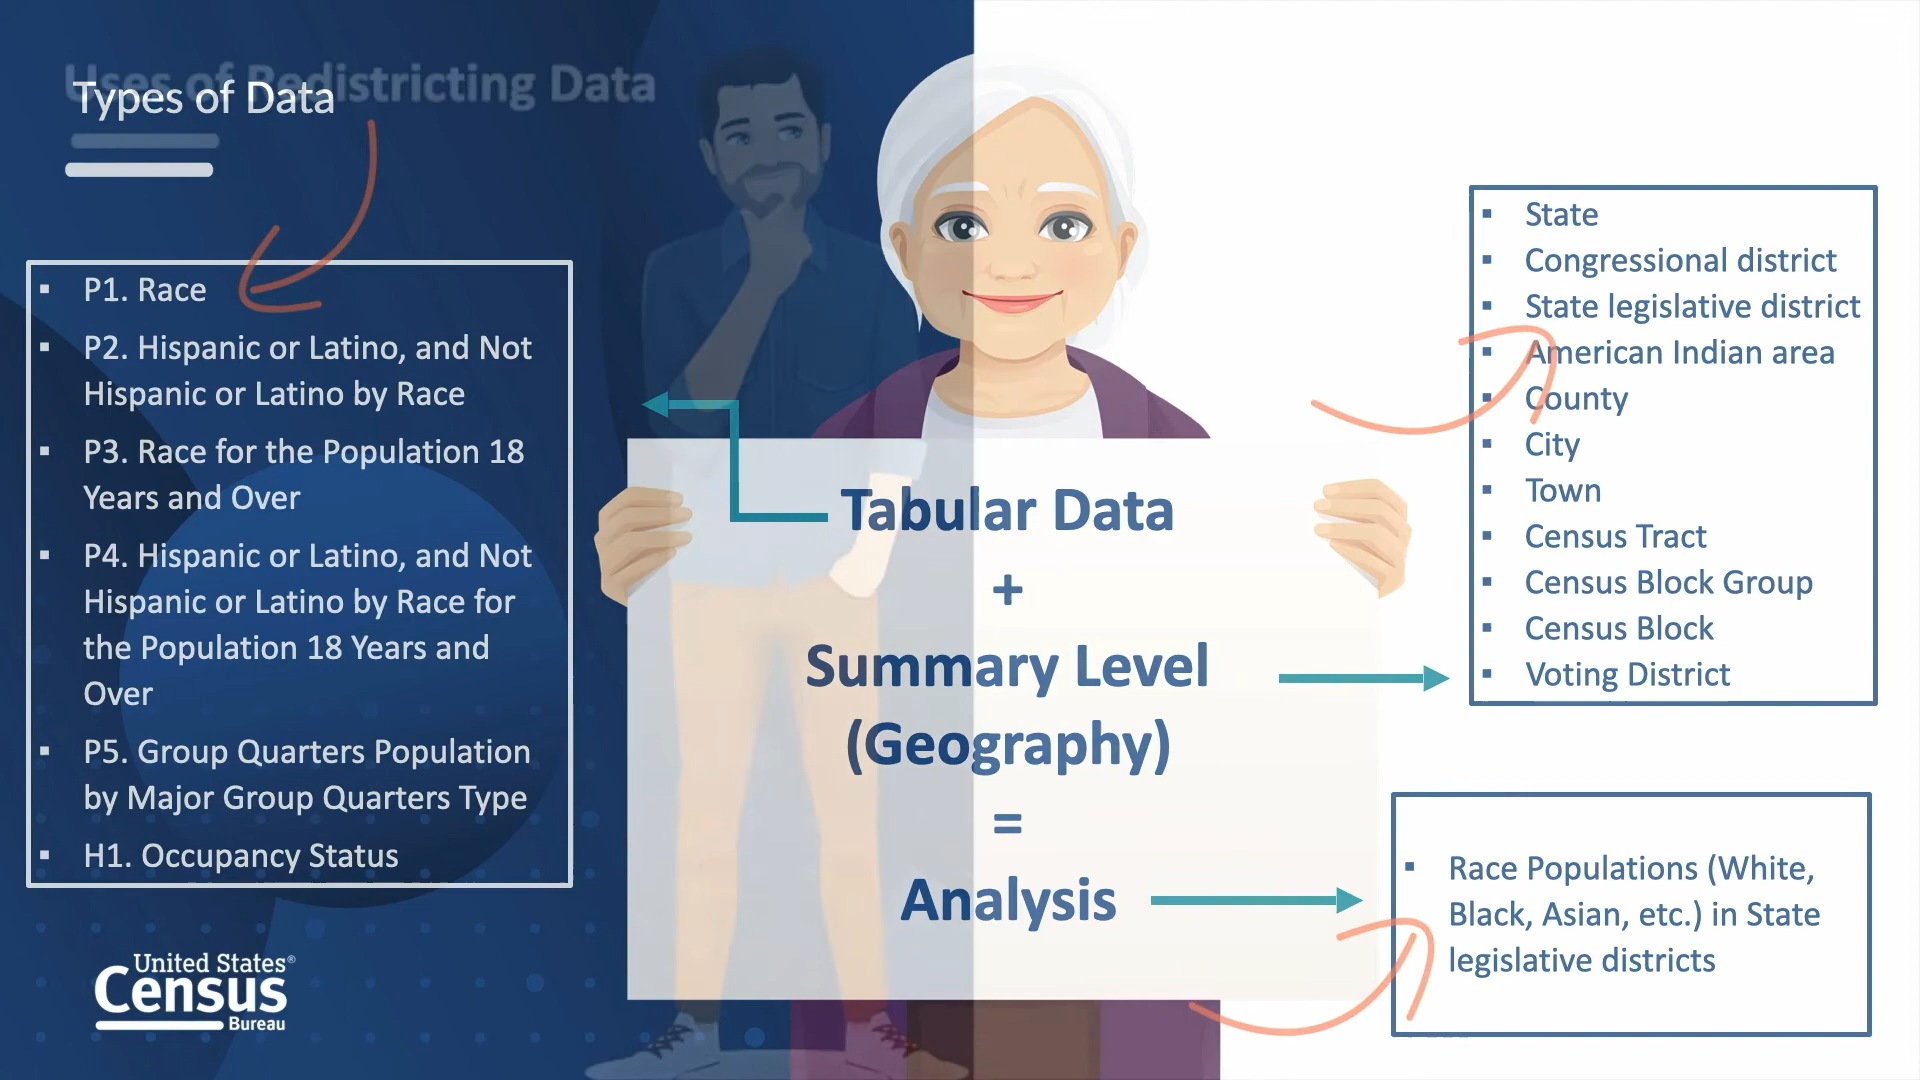 Uses of Redistricting Data
Types of Data
P1. Race
P2. Hispanic or Latino, and Not
Hispanic or Latino by Race
P3. Race for the Population 18
Years and Over
P4. Hispanic or Latino, and Not
Hispanic or Latino by Race for
the Population 18 Years and
Over
P5. Group Quarters Population
by Major Group Quarters Type
H1. Occupancy Status
Tabular Data
+
Summary Level
(Geography)
=
Analysis
State
Congressional district
State legislative district
American Indian area
County
City
Town
Census Tract
Census Block Group
Census Block
Voting District
Race Populations (White,
Black, Asian, etc.) in State
legislative districts
United States®
Census
Bureau